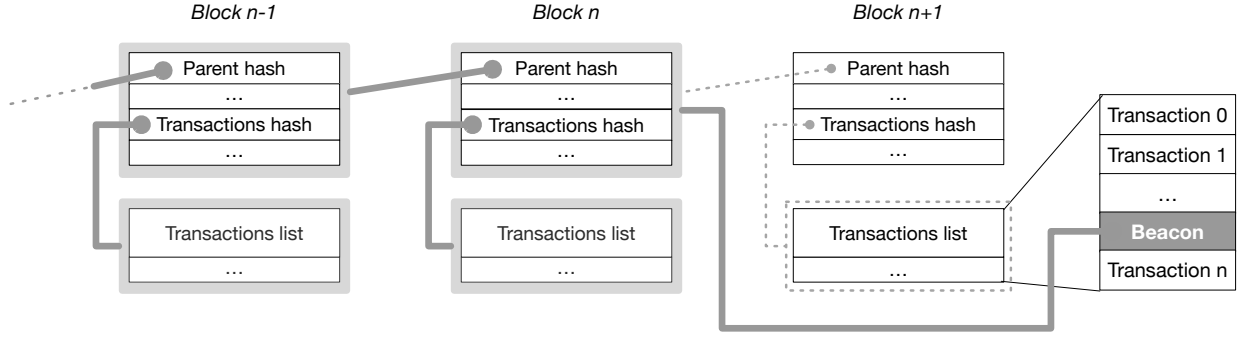 Block n-1
Block n
Block n+1
Parent hash
...
Transactions hash
...
Transactions list
...
Parent hash
...
Transactions hash
...
Transactions list
...
Parent hash
...
Transactions hash
...
Transactions list
...
Transaction 0
Transaction 1
...
Beacon
Transaction n